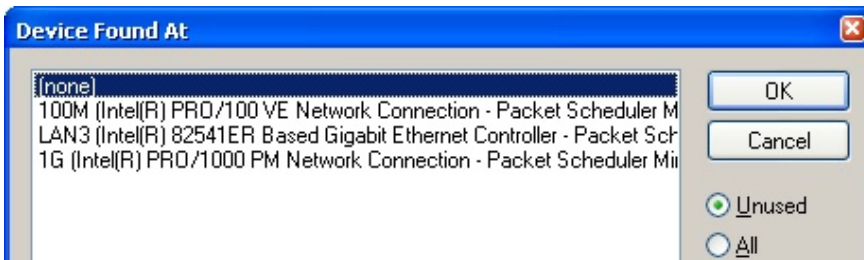 Device Found At
(none)
100M (Intel(R) PRO/100 VE Network Connection - Packet Scheduler M
LAN3 (Intel(R) 82541ER Based Gigabit Ethernet Controller - Packet Sch
1G (Intel(R) PRO/1000 PM Network Connection - Packet Scheduler Mi
OK
Cancel
Unused
All